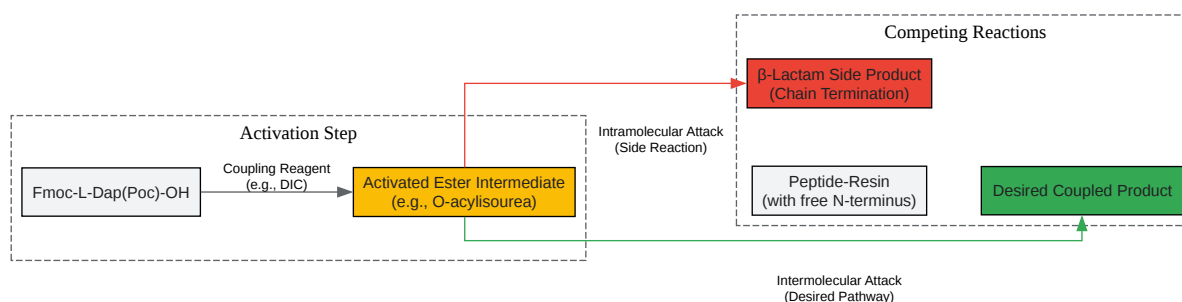 Competing Reactions
β-Lactam Side Product
(Chain Termination)
Activation Step
Intramolecular Attack
(Side Reaction)
Coupling Reagent
(e.g., DIC)
Fmoc-L-Dap(Poc)-OH
Activated Ester Intermediate
(e.g., O-acylisourea)
Peptide-Resin
(with free N-terminus)
Desired Coupled Product
Intermolecular Attack
(Desired Pathway)